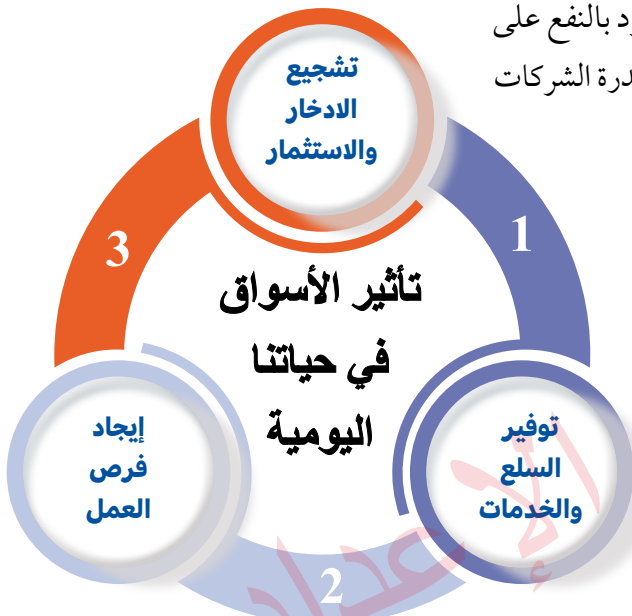 بالنفع على
الشركات
تشجيع
الادخار
والاستثمار
1
3
تأثير الأسواق
في حياتنا
اليومية
توفير
السلع
والخدمات
إيجاد
فرص
العمل
2